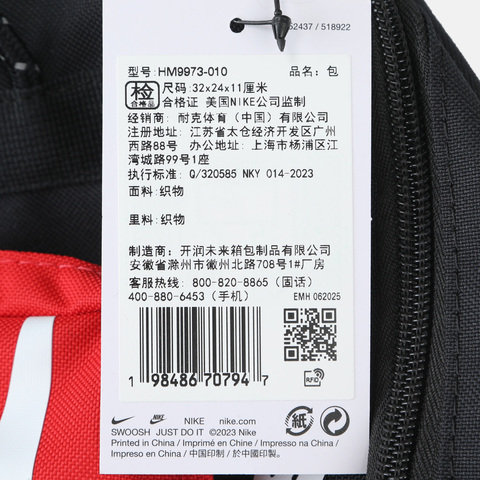 52437 / 518922
型号: HM9973-010 品名: 包
检 合格品 尺码: 32x24x11厘米
合格证 美国NIKE公司监制
经销商: 耐克体育(中国)有限公司
注册地址: 江苏省太仓经济开发区广州
西路88号 办公地址: 上海市杨浦区江
湾城路99号1座
执行标准: Q/320585 NKY 014-2023
面料: 织物
里料: 织物
制造商: 开润未来箱包制品有限公司
安徽省滁州市徽州北路708号1#厂房
客服热线: 800-820-8865(固话)
400-880-6453(手机) EMH 062025
1 98486 70794 7
RFID
NIKE nike.com
SWOOSH JUST DO IT ©2023 Nike
Printed in China / Imprimé en Chine /
Impreso en China / Impresso na China
/ 中国印制 / 中国印製
紙